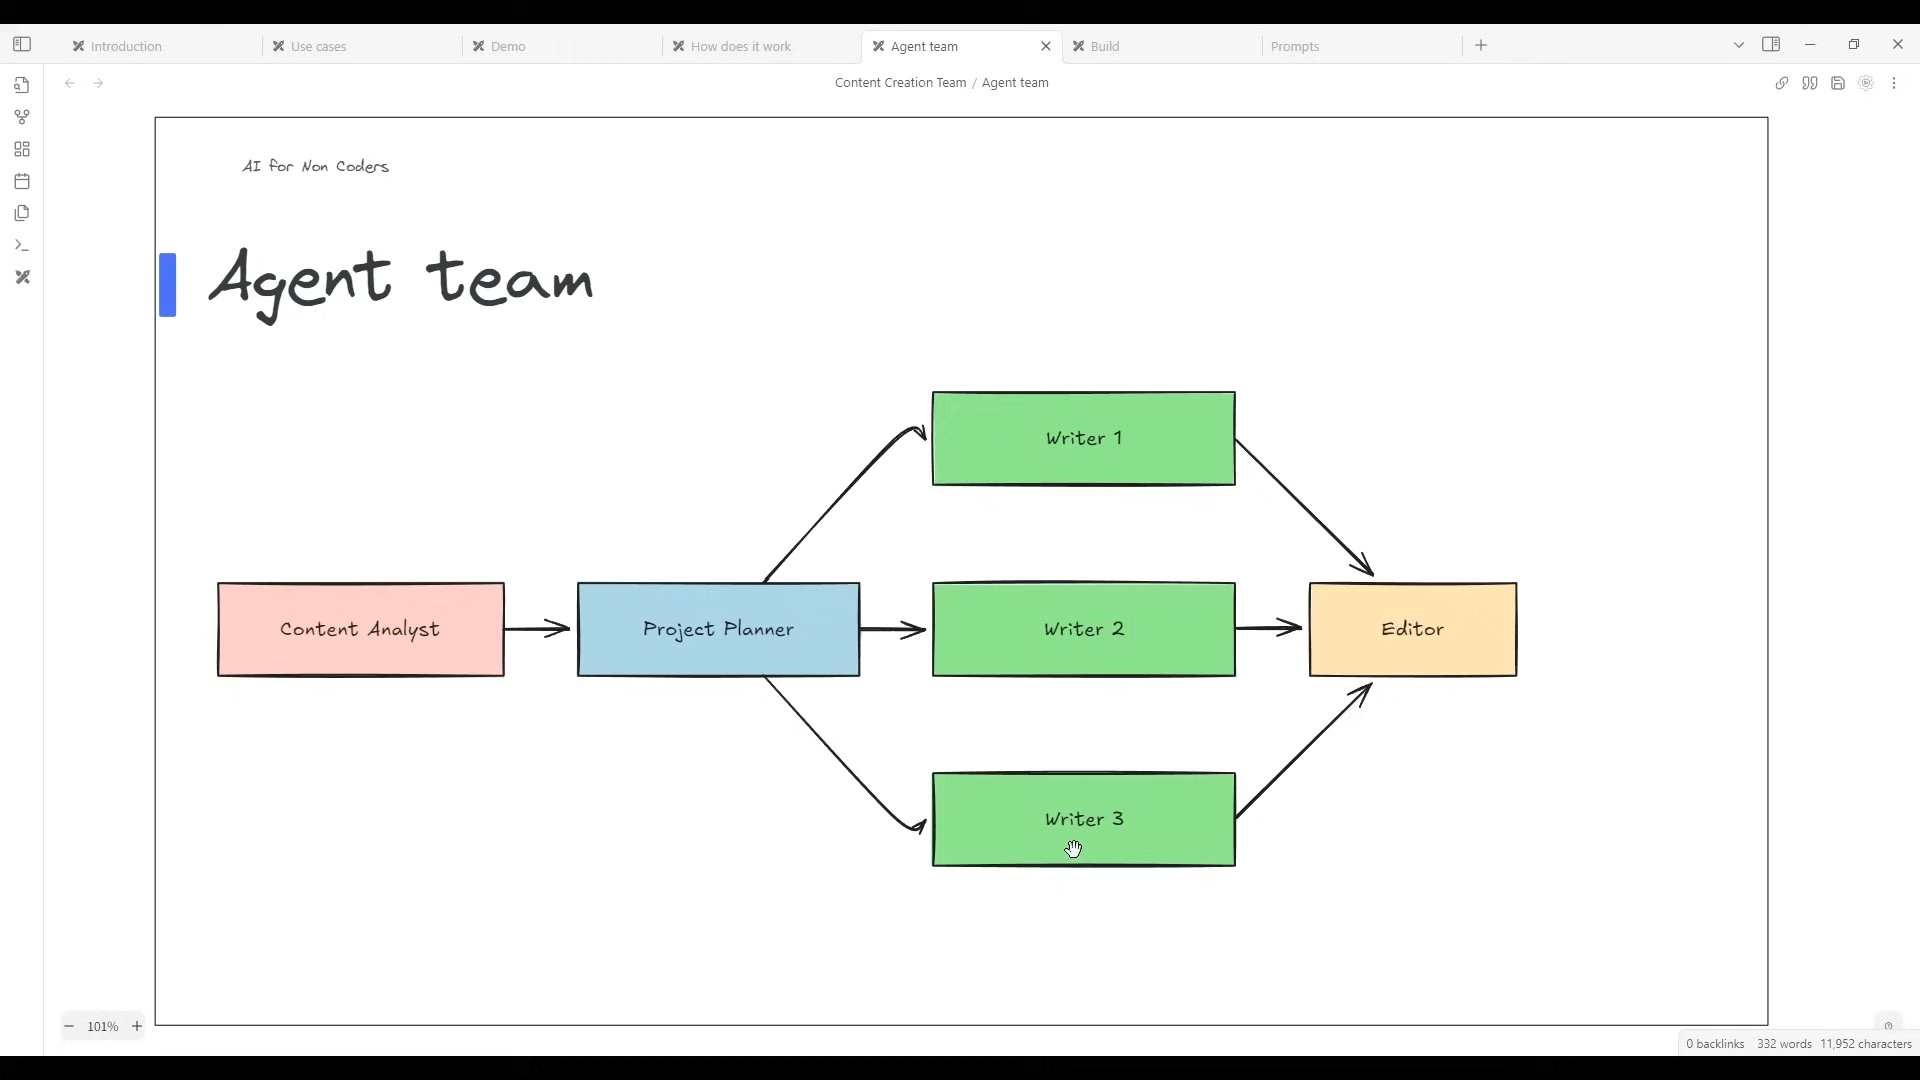 Introduction
Use cases
Demo
How does it work
Agent team
Build
Prompts
Content Creation Team / Agent team
AI for Non Coders
Agent team
Writer 1
Content Analyst
Project Planner
Writer 2
Editor
Writer 3
101%
0 backlinks 332 words 11,952 characters